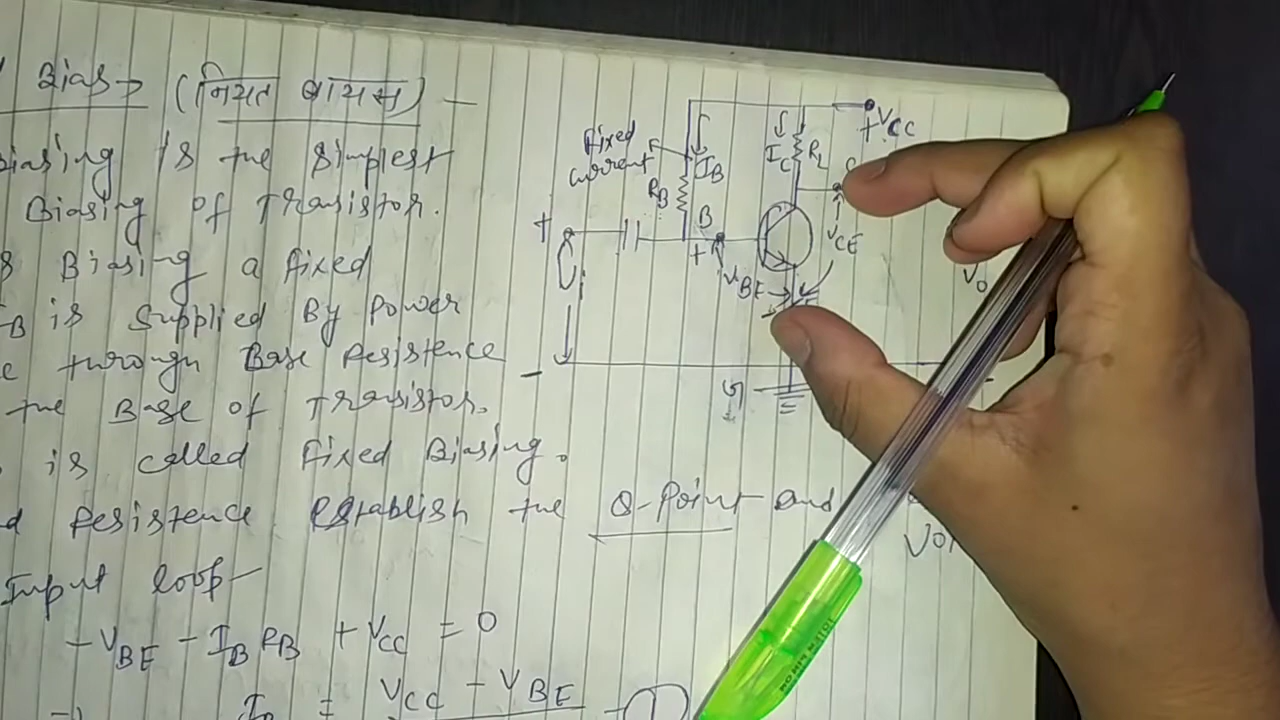 Bias → (नियत बायस) -
Biasing is the simplest
Biasing of Transistor.
Biasing a fixed
B is supplied By Power
through Base Resistence
the Base of Transistor.
is called Fixed Biasing.
Resistence Establish the Q-Point and
Input loop -
- VBE - IB RB + VCC = 0
VCC - VBE
Fixed
current
IB
RB
IC
RL
+VCC
C
+
B
+
VBE
VCE
Vi
Vo
-